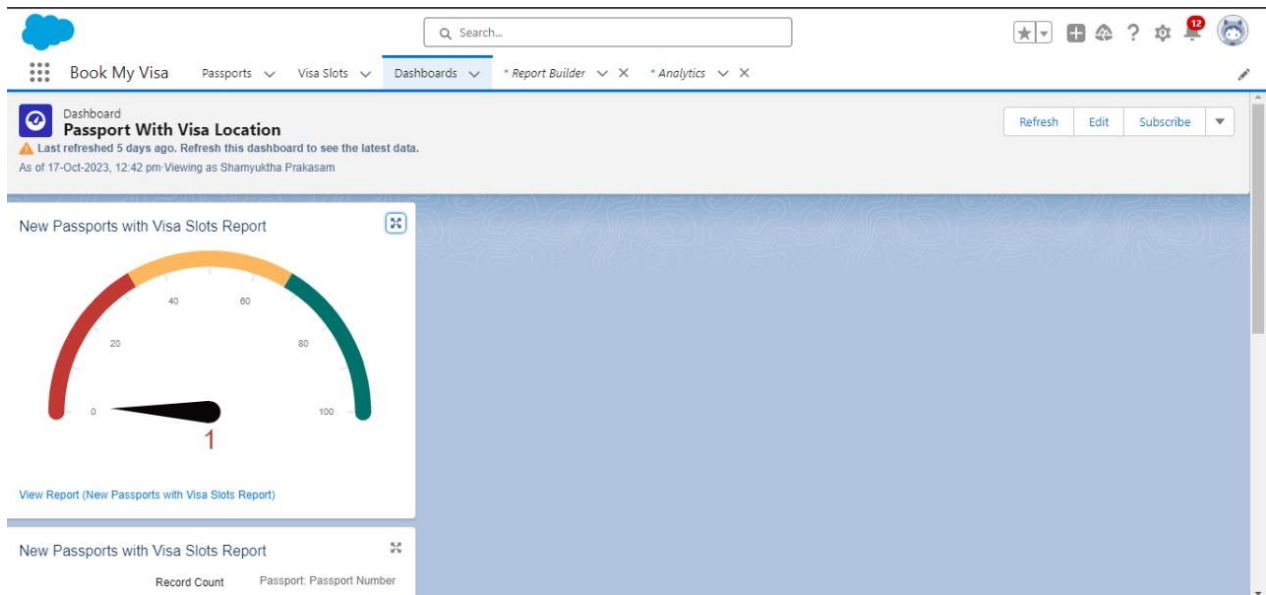 Search...
12
Book My Visa Passports Visa Slots Dashboards * Report Builder * Analytics
Dashboard
Passport With Visa Location
Last refreshed 5 days ago. Refresh this dashboard to see the latest data.
As of 17-Oct-2023, 12:42 pm·Viewing as Shamyuktha Prakasam
Refresh Edit Subscribe
New Passports with Visa Slots Report
40 60
20 80
0 100
1
View Report (New Passports with Visa Slots Report)
New Passports with Visa Slots Report
Record Count Passport: Passport Number